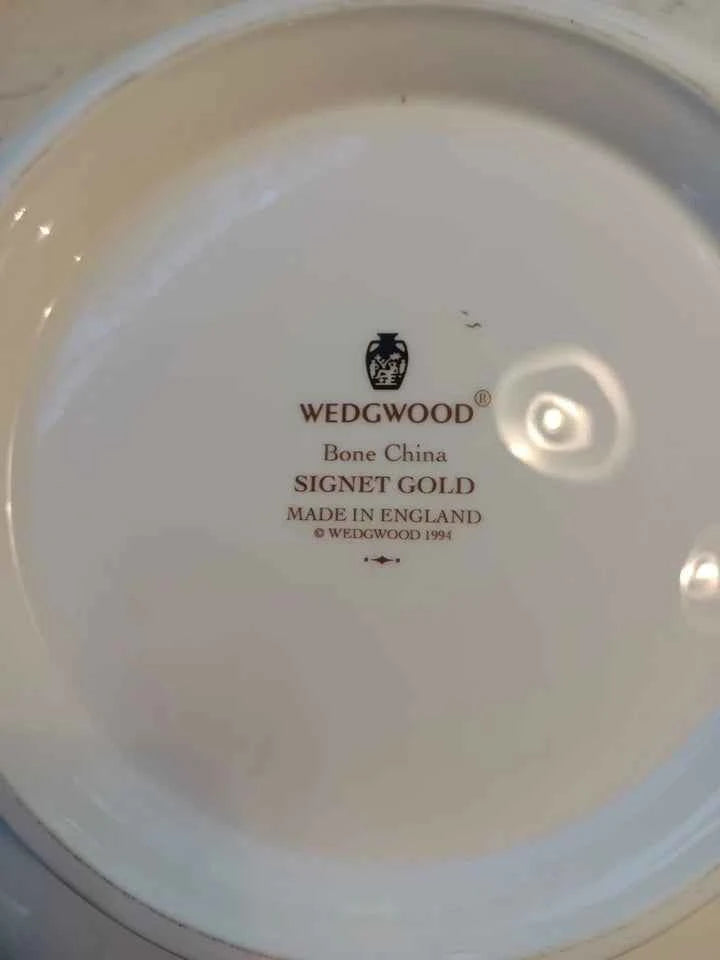 WEDGWOOD®
Bone China
SIGNET GOLD
MADE IN ENGLAND
© WEDGWOOD 1994